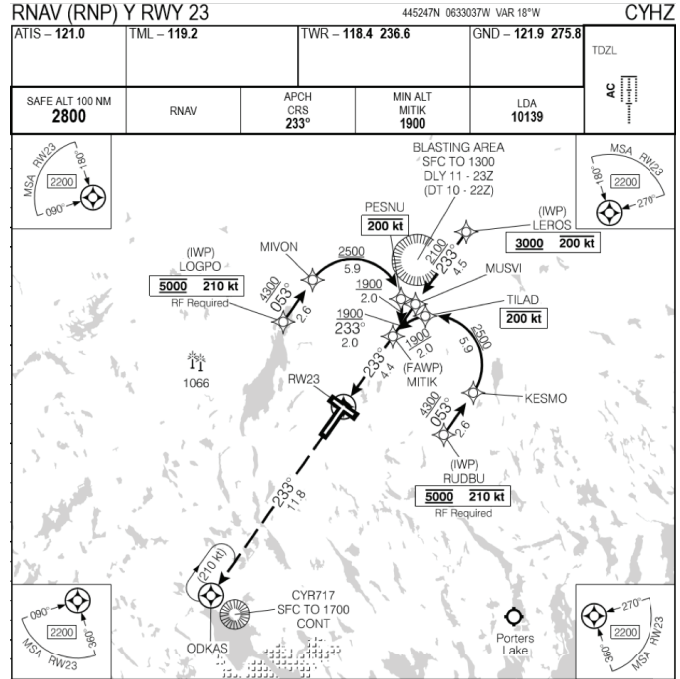 RNAV (RNP) Y RWY 23
445247N 0633037W VAR 18°W
CYHZ
ATIS – 121.0
TML – 119.2
TWR – 118.4 236.6
GND – 121.9 275.8
TDZL
AC
SAFE ALT 100 NM
2800
RNAV
APCH
CRS
233°
MIN ALT
MITIK
1900
LDA
10139
MSA RW23
180°
2200
090°
BLASTING AREA
SFC TO 1300
DLY 11 - 23Z
(DT 10 - 22Z)
MSA RW23
180°
2200
270°
PESNU
200 kt
(IWP)
LEROS
3000 200 kt
2100
233°
4.5
MIVON
2500
5.9
(IWP)
LOGPO
5000 210 kt
RF Required
4300
053°
2.6
MUSVI
1900
2.0
TILAD
200 kt
1900
233°
2.0
1900
2.0
2500
5.9
(FAWP)
MITIK
233°
4.4
1066
RW23
KESMO
4300
053°
2.6
(IWP)
RUDBU
5000 210 kt
RF Required
233°
11.8
(210 kt)
ODKAS
CYR717
SFC TO 1700
CONT
Porters
Lake
090°
2200
360°
MSA RW23
270°
2200
360°
MSA RW23